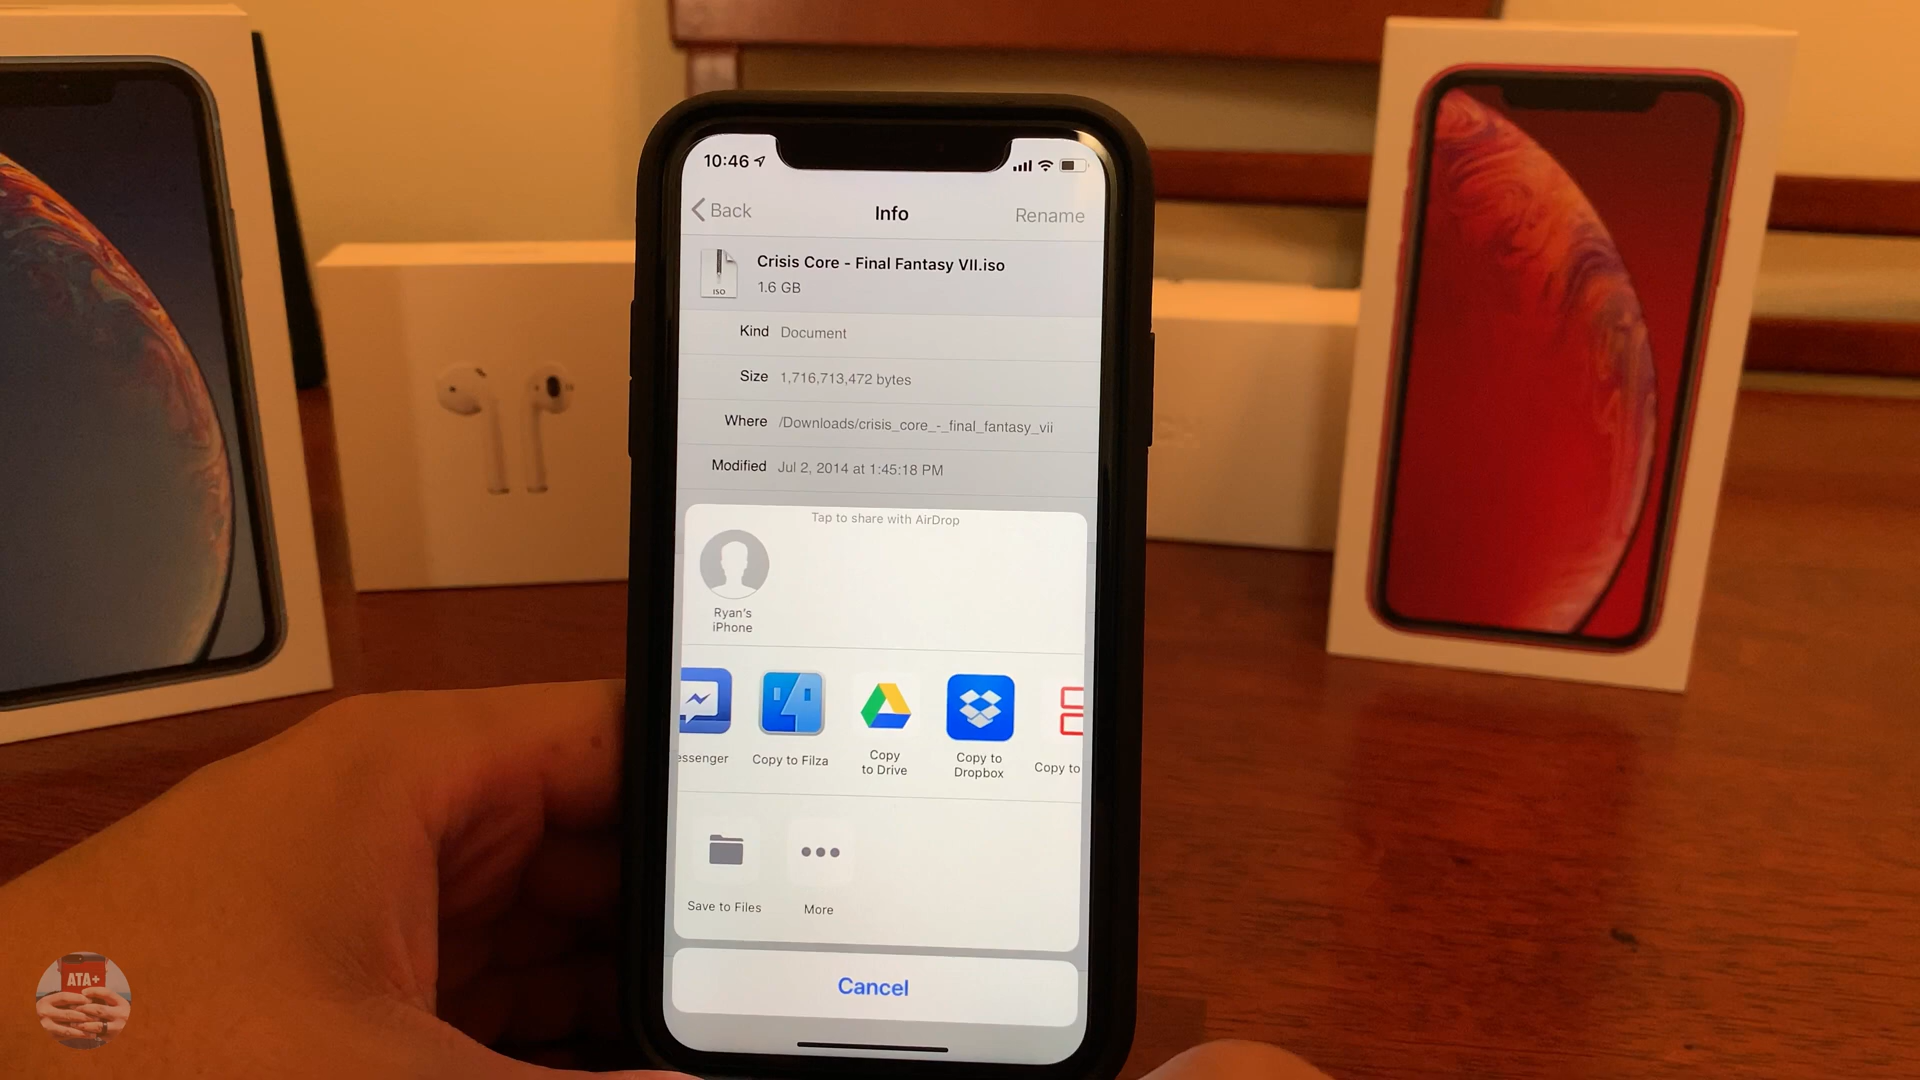 10:46
Back
Info
Rename
Crisis Core - Final Fantasy VII.iso
1.6 GB
ISO
Kind Document
Size 1,716,713,472 bytes
Where /Downloads/crisis_core_-_final_fantasy_vii
Modified Jul 2, 2014 at 1:45:18 PM
Tap to share with AirDrop
Ryan's
iPhone
essenger
Copy to Filza
Copy
to Drive
Copy to
Dropbox
Copy to
Save to Files
More
Cancel
ATA+